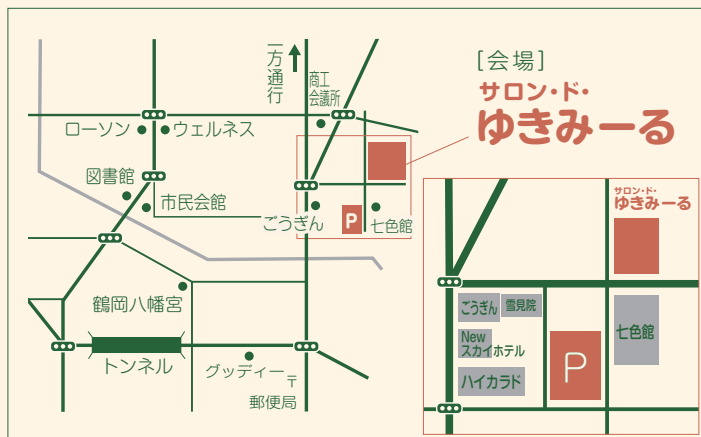 [会場]
サロン・ド・
ゆきみーる
一方通行
商工
会議所
ローソン
ウェルネス
図書館
市民会館
ごうぎん
P
七色館
鶴岡八幡宮
トンネル
グッディー
〒
郵便局
サロン・ド・
ゆきみーる
ごうぎん
雪見院
七色館
New
スカイホテル
P
ハイカラド